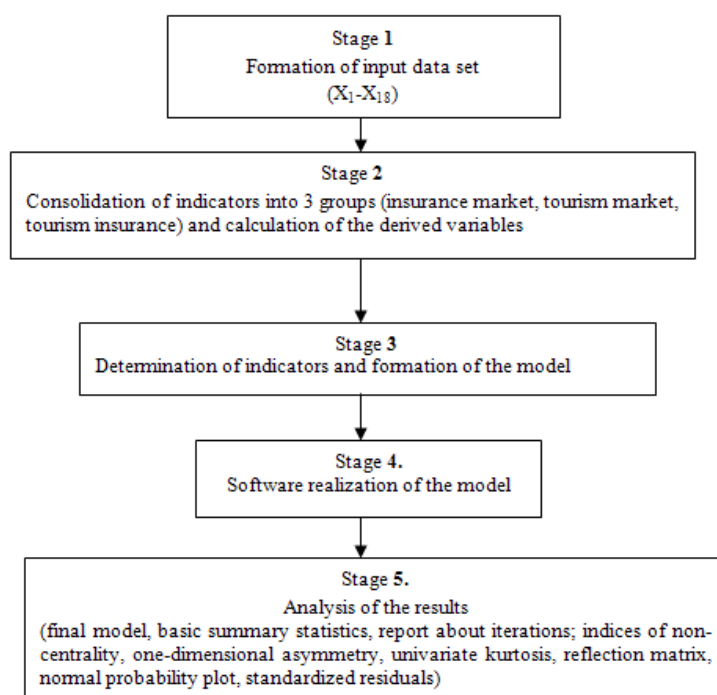 Stage 1
Formation of input data set
(X₁-X₁₈)
Stage 2
Consolidation of indicators into 3 groups (insurance market, tourism market,
tourism insurance) and calculation of the derived variables
Stage 3
Determination of indicators and formation of the model
Stage 4.
Software realization of the model
Stage 5.
Analysis of the results
(final model, basic summary statistics, report about iterations; indices of non-
centrality, one-dimensional asymmetry, univariate kurtosis, reflection matrix,
normal probability plot, standardized residuals)